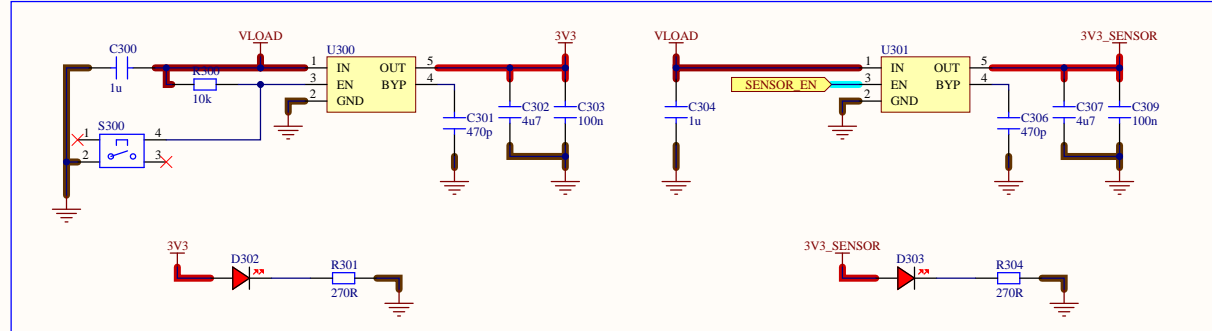 VLOAD
C300
1u
R300
10k
S300
1
2
4
3
U300
1
3
2
IN
EN
GND
OUT
BYP
5
4
C301
470p
C302
4u7
C303
100n
3V3
VLOAD
C304
1u
SENSOR_EN
U301
1
3
2
IN
EN
GND
OUT
BYP
5
4
C306
470p
C307
4u7
C309
100n
3V3_SENSOR
3V3
D302
R301
270R
3V3_SENSOR
D303
R304
270R